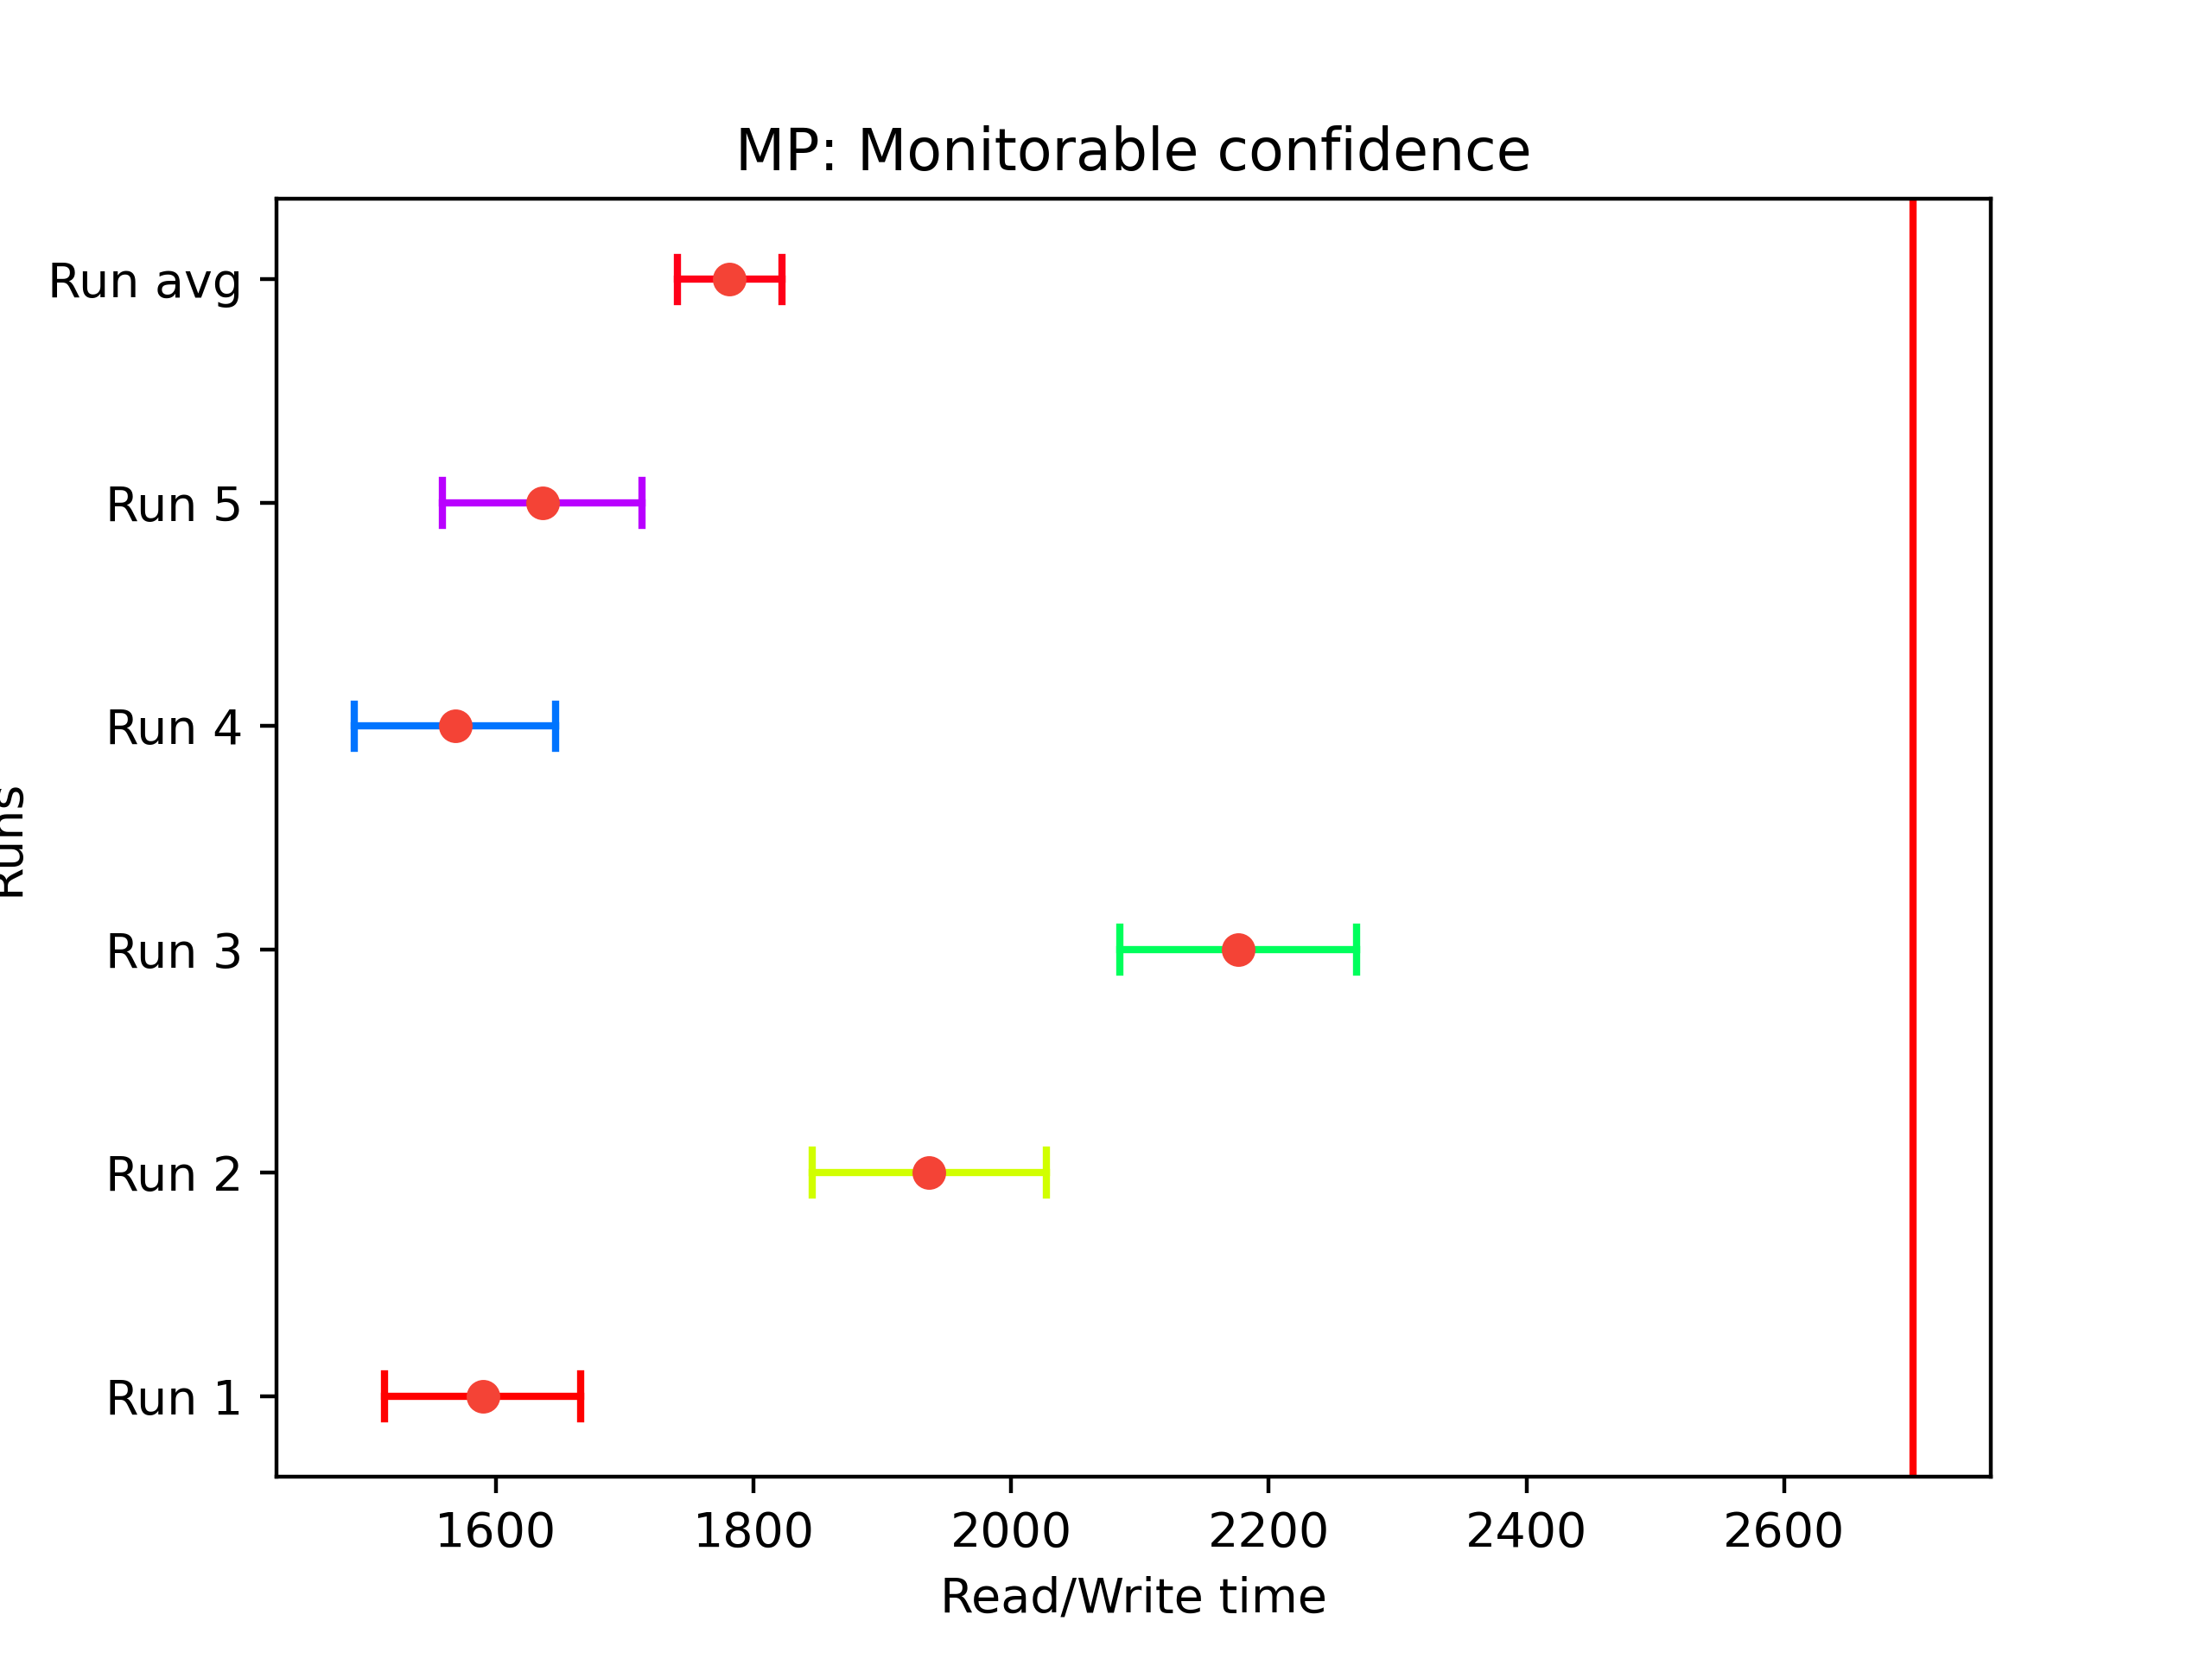 MP: Monitorable confidence
Run avg
Run 5
Run 4
Runs
Run 3
Run 2
Run 1
1600 1800 2000 2200 2400 2600
Read/Write time